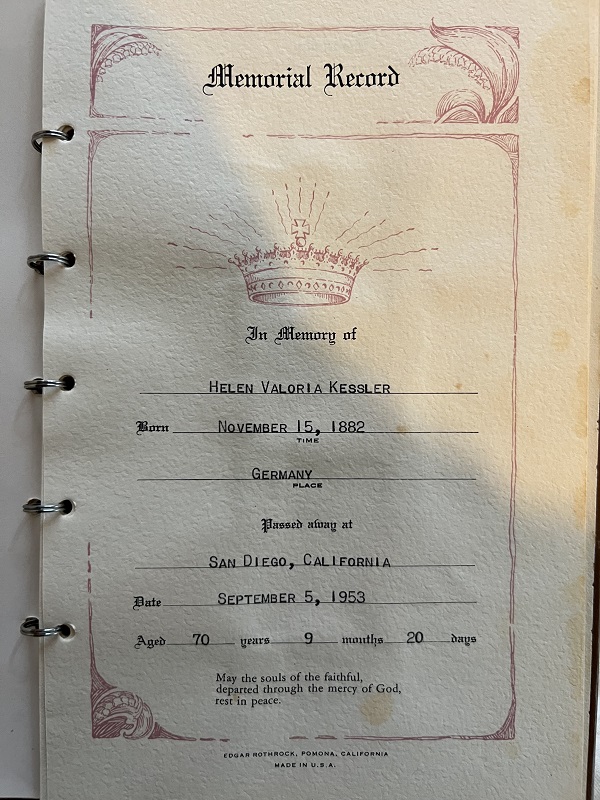 Memorial Record
In Memory of
HELEN VALORIA KESSLER
Born NOVEMBER 15, 1882
TIME
GERMANY
PLACE
Passed away at
SAN DIEGO, CALIFORNIA
Date SEPTEMBER 5, 1953
Aged 70 years 9 months 20 days
May the souls of the faithful,
departed through the mercy of God,
rest in peace.
EDGAR ROTHROCK, POMONA, CALIFORNIA
MADE IN U.S.A.